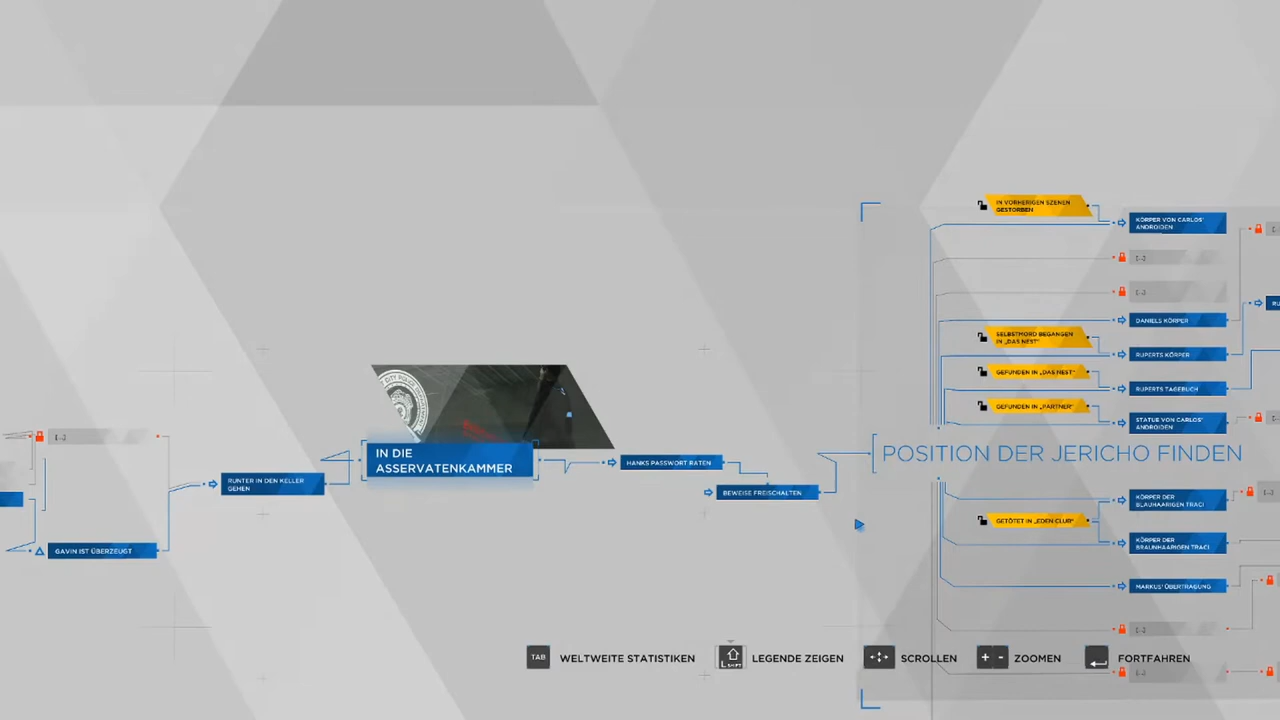 IN VORHERIGEN SZENEN
GESTORBEN
KÖRPER VON CARLOS'
ANDROIDEN
[...]
[...]
DANIELS KÖRPER
SELBSTMORD BEGANGEN
IN „DAS NEST"
RUPERTS KÖRPER
GEFUNDEN IN „DAS NEST"
RUPERTS TAGEBUCH
GEFUNDEN IN „PARTNER"
STATUE VON CARLOS'
ANDROIDEN
[...]
CITY POLICE
IN DIE
ASSERVATENKAMMER
HANKS PASSWORT RATEN
POSITION DER JERICHO FINDEN
RUNTER IN DEN KELLER
GEHEN
BEWEISE FREISCHALTEN
KÖRPER DER
BLAUHAARIGEN TRACI
GETÖTET IN „EDEN CLUB"
KÖRPER DER
BRAUNHAARIGEN TRACI
GAVIN IST ÜBERZEUGT
MARKUS' ÜBERTRAGUNG
[...]
TAB
WELTWEITE STATISTIKEN
SHIFT
LEGENDE ZEIGEN
SCROLLEN
+ -
ZOOMEN
FORTFAHREN
[...]